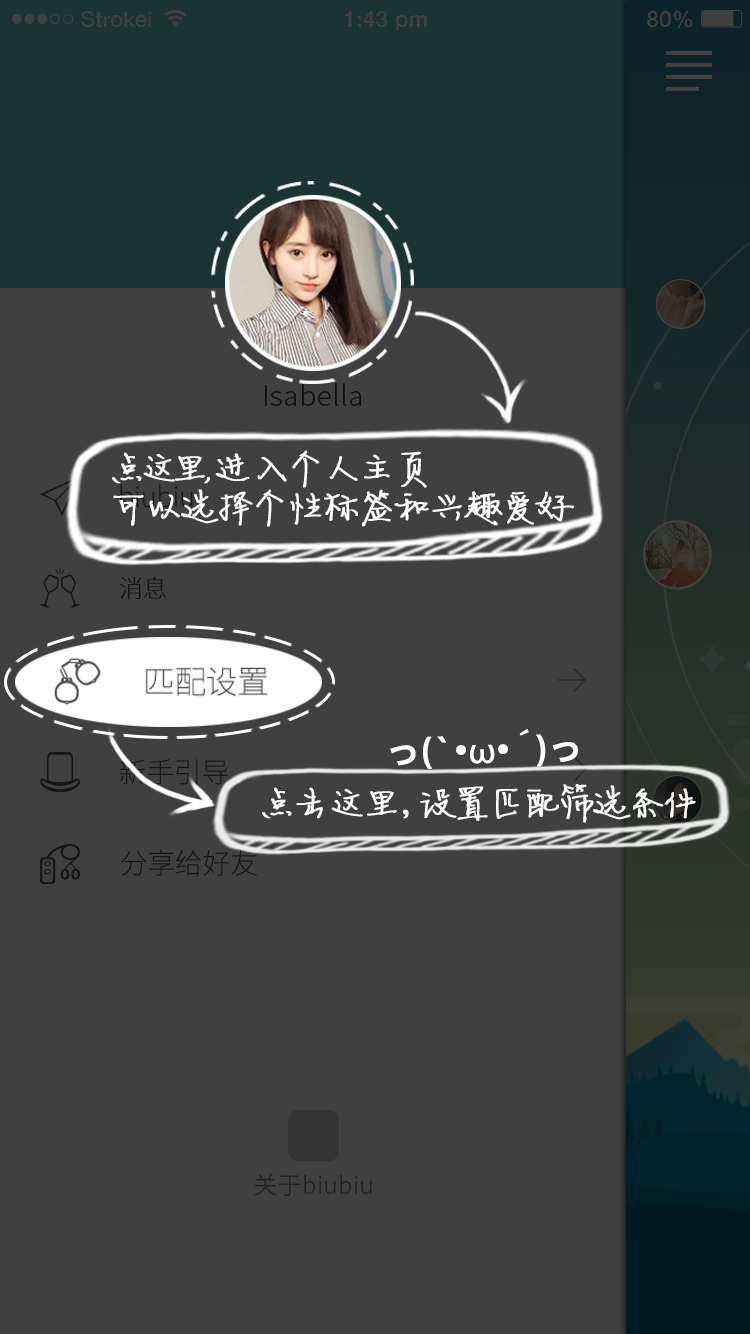 Strokei 1:43 pm 80%
Isabella
点这里,进入个人主页
可以选择个性标签和兴趣爱好
biubiu
消息
匹配设置
っ(`•ω•´)っ
新手引导
点击这里,设置匹配筛选条件
分享给好友
关于biubiu